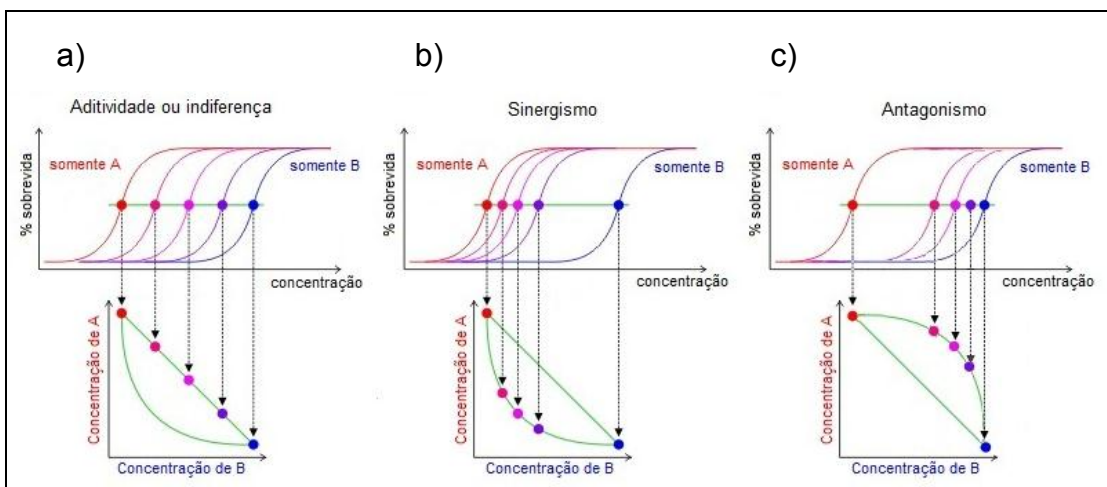 a)
Aditividade ou indiferença
% sobrevida
somente A
somente B
concentração
Concentração de A
Concentração de B
b)
Sinergismo
% sobrevida
somente A
somente B
concentração
Concentração de A
Concentração de B
c)
Antagonismo
% sobrevida
somente A
somente B
concentração
Concentração de A
Concentração de B